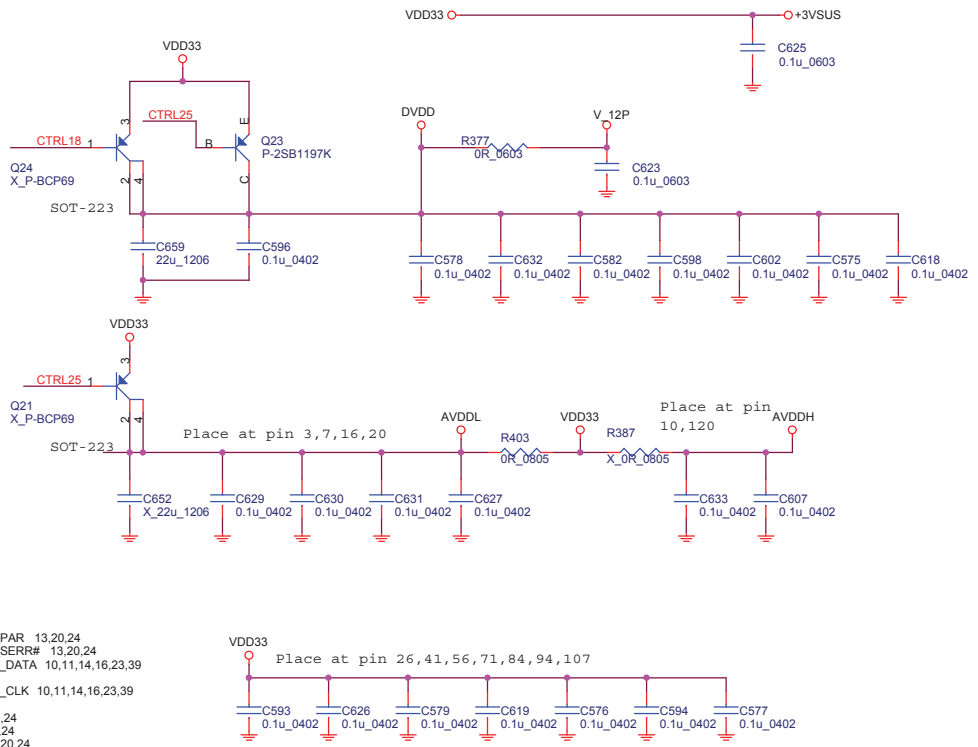 VDD33
+3VSUS
C625
0.1u_0603
VDD33
CTRL25
CTRL18
1
3
2
4
Q24
X_P-BCP69
SOT-223
E
B
C
Q23
P-2SB1197K
C659
22u_1206
C596
0.1u_0402
DVDD
R377
0R_0603
V_12P
C623
0.1u_0603
C578
0.1u_0402
C632
0.1u_0402
C582
0.1u_0402
C598
0.1u_0402
C602
0.1u_0402
C575
0.1u_0402
C618
0.1u_0402
VDD33
CTRL25
1
3
2
4
Q21
X_P-BCP69
SOT-223
Place at pin 3,7,16,20
AVDDL
R403
0R_0805
VDD33
R387
X_0R_0805
Place at pin
10,120
AVDDH
C652
X_22u_1206
C629
0.1u_0402
C630
0.1u_0402
C631
0.1u_0402
C627
0.1u_0402
C633
0.1u_0402
C607
0.1u_0402
PAR 13,20,24
SERR# 13,20,24
_DATA 10,11,14,16,23,39
_CLK 10,11,14,16,23,39
,24
,24
20,24
VDD33
Place at pin 26,41,56,71,84,94,107
C593
0.1u_0402
C626
0.1u_0402
C579
0.1u_0402
C619
0.1u_0402
C576
0.1u_0402
C594
0.1u_0402
C577
0.1u_0402